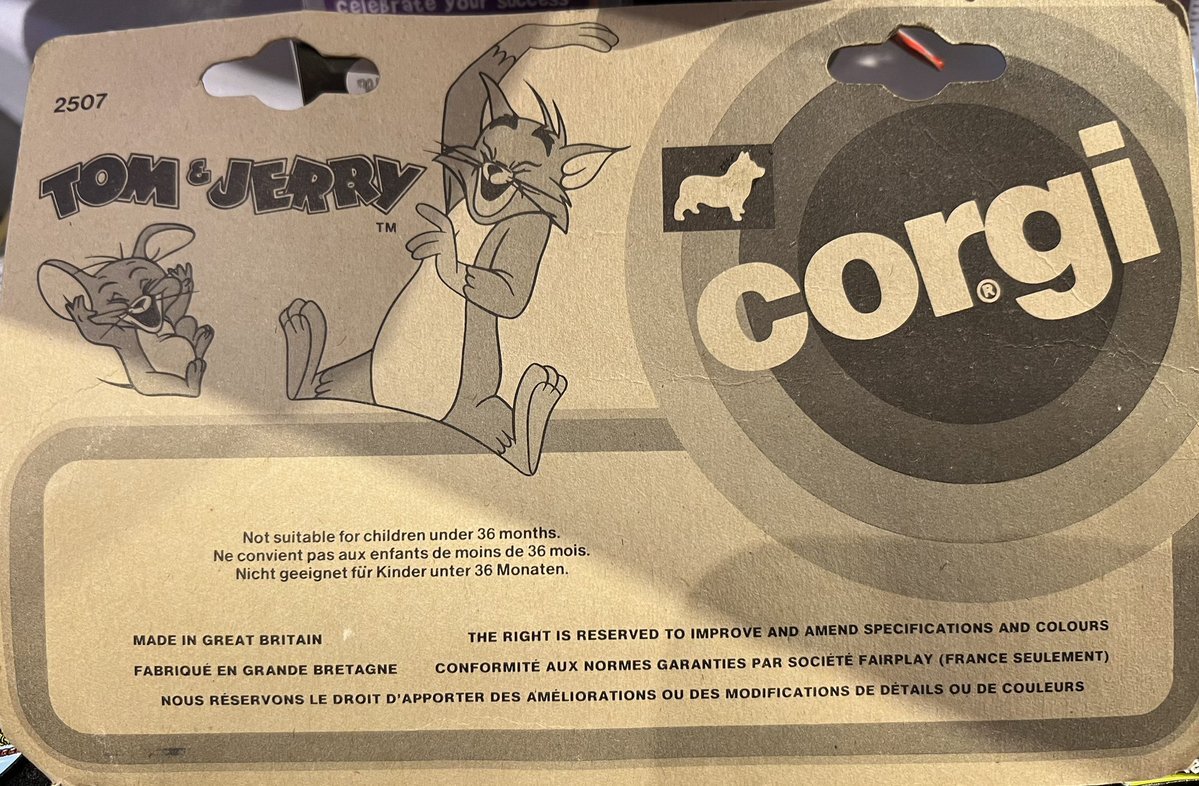 celebrate your success
2507
TOM & JERRY
TM
corgi
®
Not suitable for children under 36 months.
Ne convient pas aux enfants de moins de 36 mois.
Nicht geeignet für Kinder unter 36 Monaten.
MADE IN GREAT BRITAIN
THE RIGHT IS RESERVED TO IMPROVE AND AMEND SPECIFICATIONS AND COLOURS
FABRIQUÉ EN GRANDE BRETAGNE
CONFORMITÉ AUX NORMES GARANTIES PAR SOCIÉTÉ FAIRPLAY (FRANCE SEULEMENT)
NOUS RÉSERVONS LE DROIT D'APPORTER DES AMÉLIORATIONS OU DES MODIFICATIONS DE DÉTAILS OU DE COULEURS